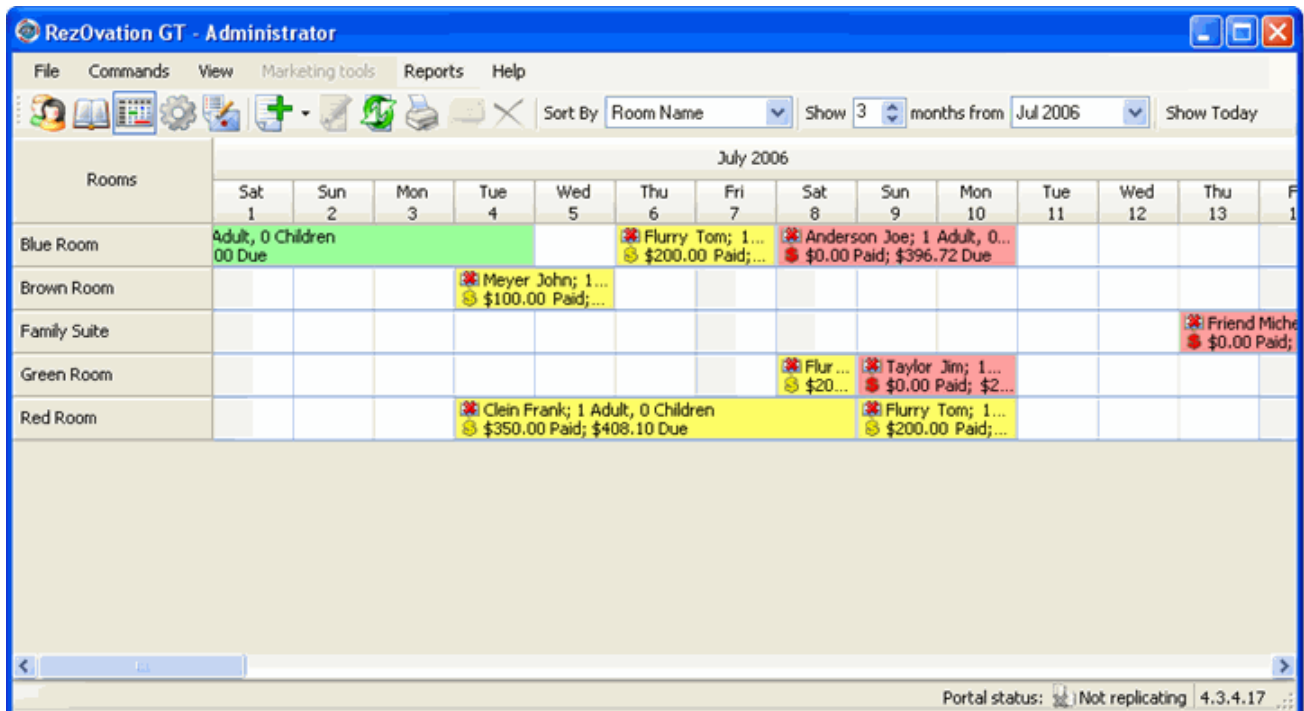 RezOvation GT - Administrator
File Commands View Marketing tools Reports Help
Sort By Room Name Show 3 months from Jul 2006 Show Today
Rooms
July 2006
Sat Sun Mon Tue Wed Thu Fri Sat Sun Mon Tue Wed Thu F
1 2 3 4 5 6 7 8 9 10 11 12 13 1
Blue Room
Adult, 0 Children
00 Due
Flurry Tom; 1...
$200.00 Paid;...
Anderson Joe; 1 Adult, 0...
$0.00 Paid; $396.72 Due
Brown Room
Meyer John; 1...
$100.00 Paid;...
Family Suite
Friend Miche
$0.00 Paid;
Green Room
Flur...
$20...
Taylor Jim; 1...
$0.00 Paid; $2...
Red Room
Clein Frank; 1 Adult, 0 Children
$350.00 Paid; $408.10 Due
Flurry Tom; 1...
$200.00 Paid;...
Portal status: Not replicating 4.3.4.17